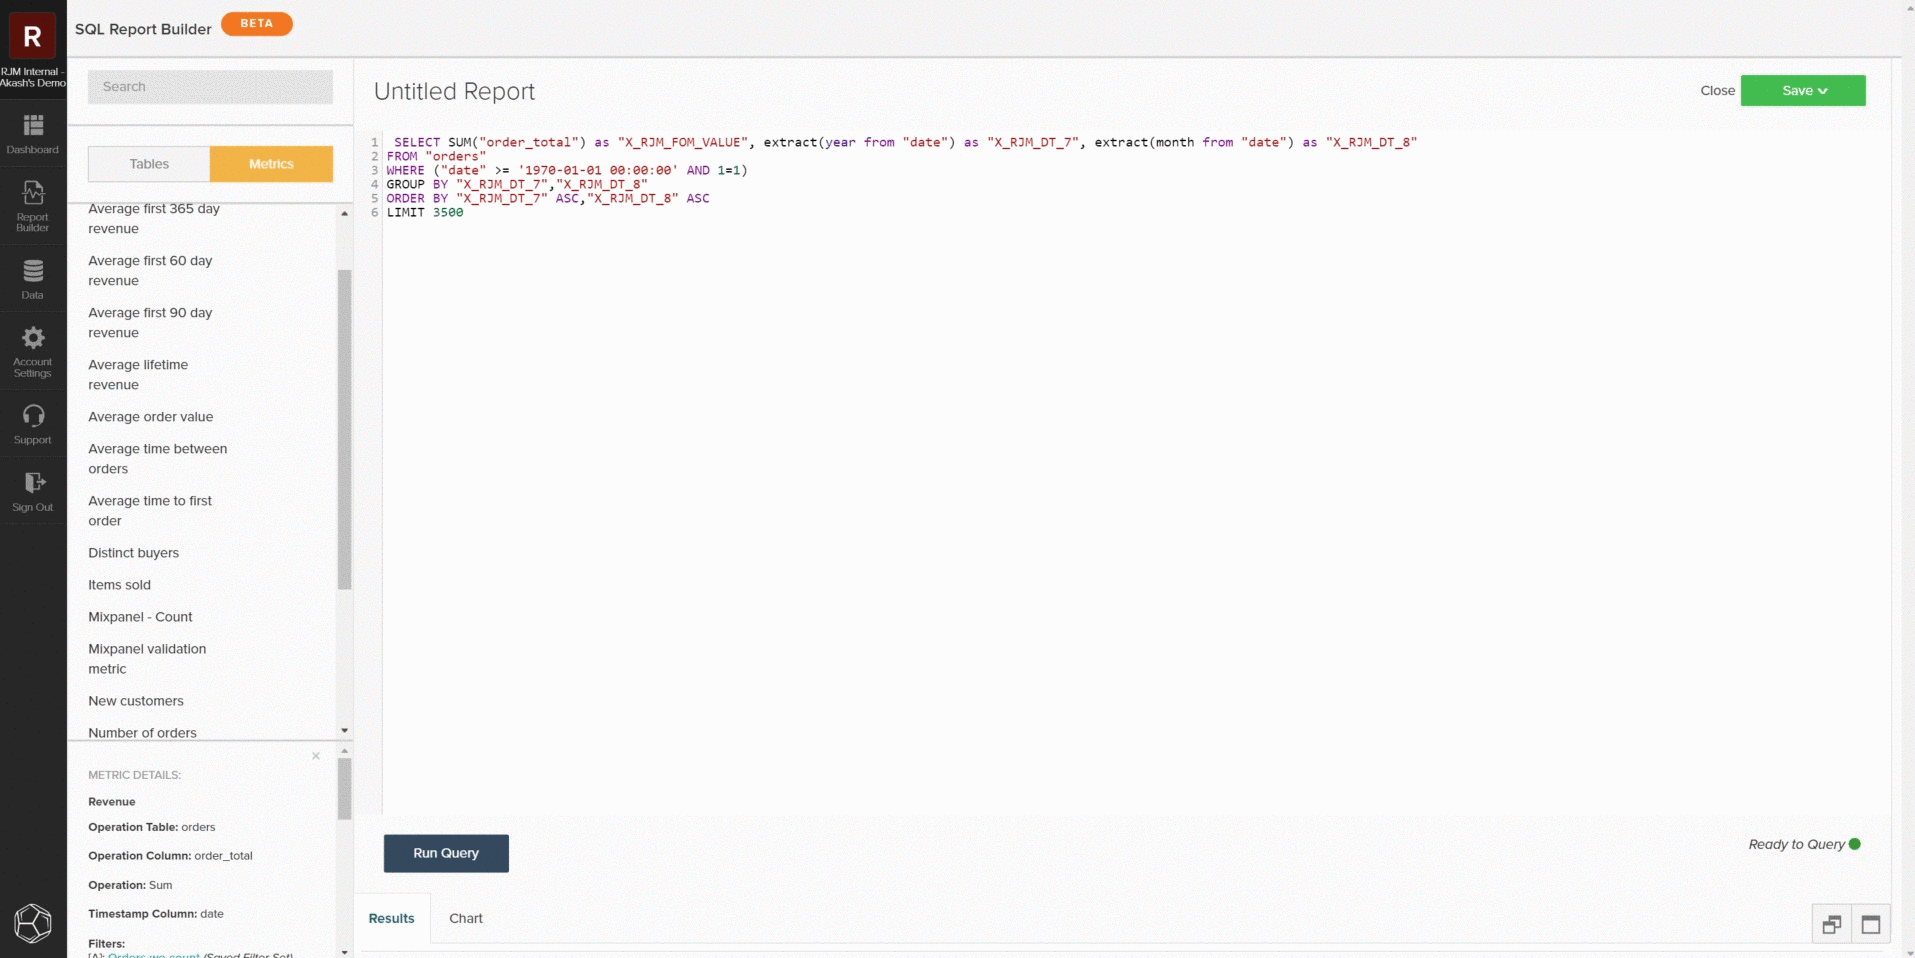 R
RJM Internal -
Akash's Demo
Dashboard
Report
Builder
Data
Account
Settings
Support
Sign Out
SQL Report Builder
BETA
Search
Tables
Metrics
Average first 365 day
revenue
Average first 60 day
revenue
Average first 90 day
revenue
Average lifetime
revenue
Average order value
Average time between
orders
Average time to first
order
Distinct buyers
Items sold
Mixpanel - Count
Mixpanel validation
metric
New customers
Number of orders
×
METRIC DETAILS:
Revenue
Operation Table: orders
Operation Column: order_total
Operation: Sum
Timestamp Column: date
Filters:
[A]: Orders we count (Saved Filter Set)
Untitled Report
Close
Save
1 SELECT SUM("order_total") as "X_RJM_FOM_VALUE", extract(year from "date") as "X_RJM_DT_7", extract(month from "date") as "X_RJM_DT_8"
2 FROM "orders"
3 WHERE ("date" >= '1970-01-01 00:00:00' AND 1=1)
4 GROUP BY "X_RJM_DT_7","X_RJM_DT_8"
5 ORDER BY "X_RJM_DT_7" ASC,"X_RJM_DT_8" ASC
6 LIMIT 3500
Run Query
Ready to Query
Results
Chart